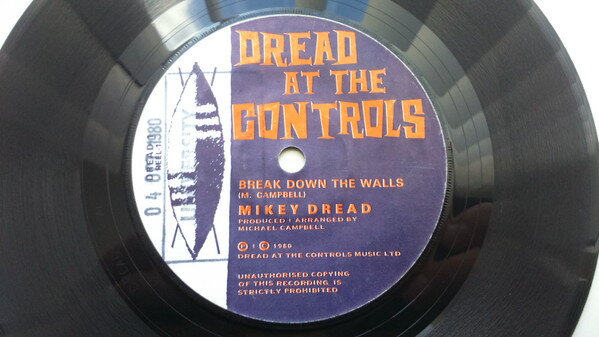 DREAD
AT THE
CONTROLS
BREAK DOWN THE WALLS
(M. CAMPBELL)
MIKEY DREAD
PRODUCED & ARRANGED BY
MICHAEL CAMPBELL
Ⓟ & © 1980
DREAD AT THE CONTROLS MUSIC LTD
UNAUTHORISED COPYING
OF THIS RECORDING IS
STRICTLY PROHIBITED
1980